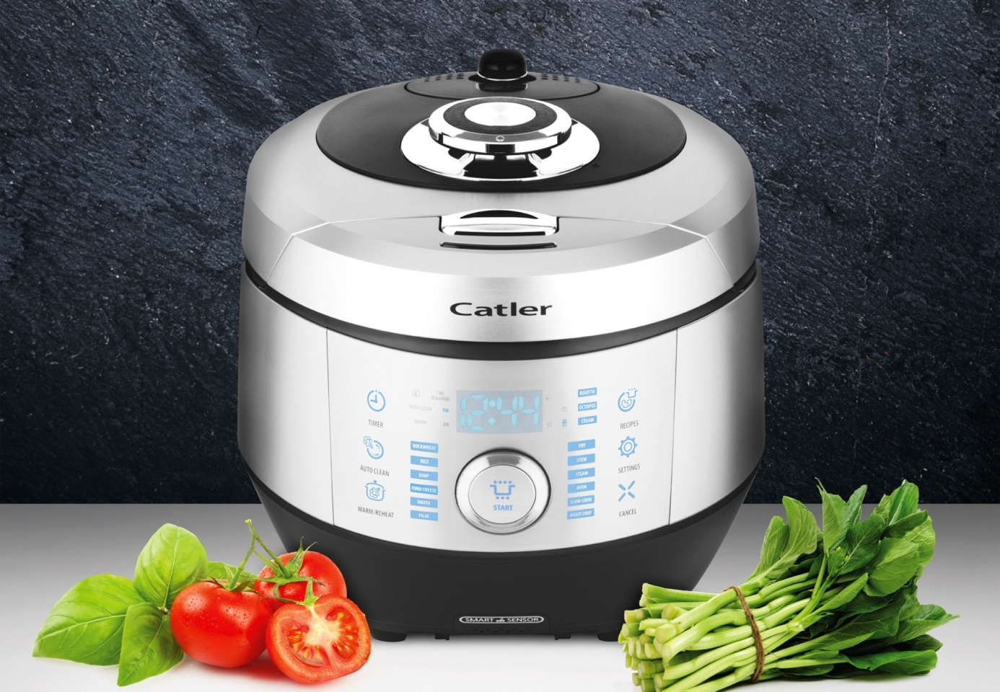 Catler
TIMER
AUTO CLEAN
WARM/REHEAT
TIME
REMAINING
AUTO CLEAN
PM
WARM
AM
12:44
RISOTTO
OCTOPUS
CREAM
RECIPES
SETTINGS
CANCEL
BUCKWHEAT
RICE
SOUP
CURD CHEESE
BROTH
PILAF
FRY
STEW
STEAM
OVEN
SLOW-COOK
MULTI CHEF
START
SMART SENSOR